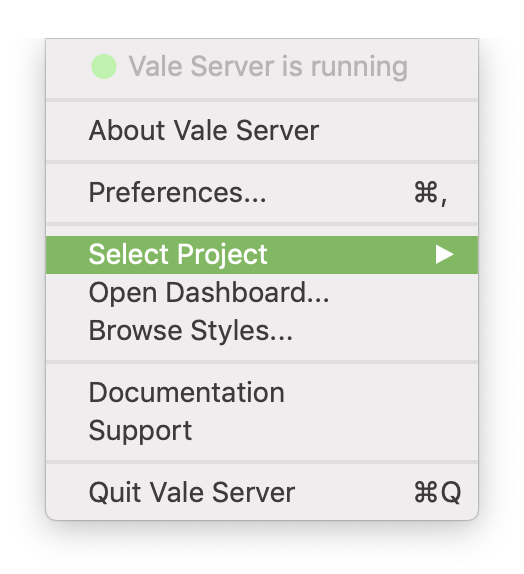 Vale Server is running
About Vale Server
Preferences... ⌘,
Select Project ▶
Open Dashboard...
Browse Styles...
Documentation
Support
Quit Vale Server ⌘Q